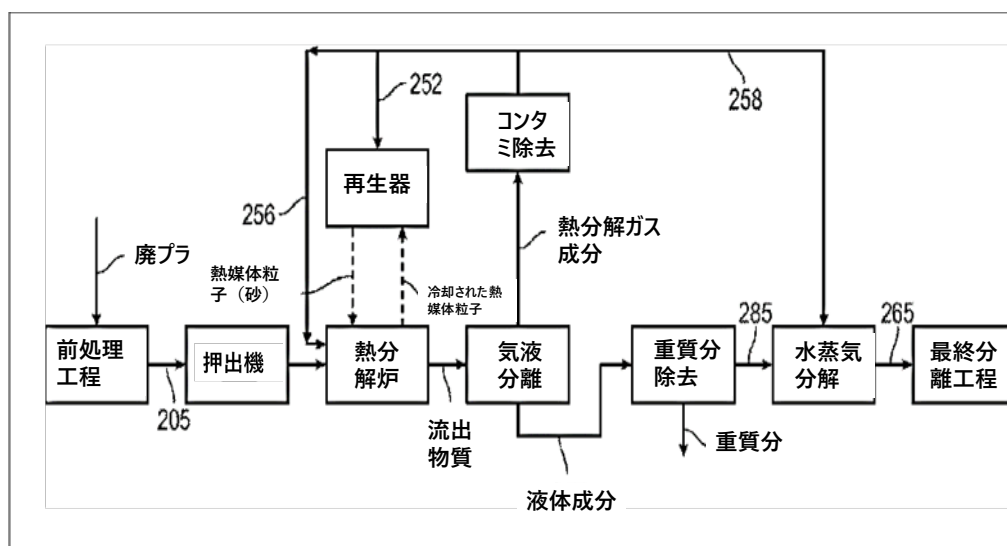 252
258
コンタ
ミ除去
再生器
256
廃プラ
熱分解ガス
成分
熱媒体粒
子（砂）
冷却された熱
媒体粒子
285
265
前処理
工程
押出機
熱分
解炉
気液
分離
重質分
除去
水蒸気
分解
最終分
離工程
205
流出
物質
重質分
液体成分